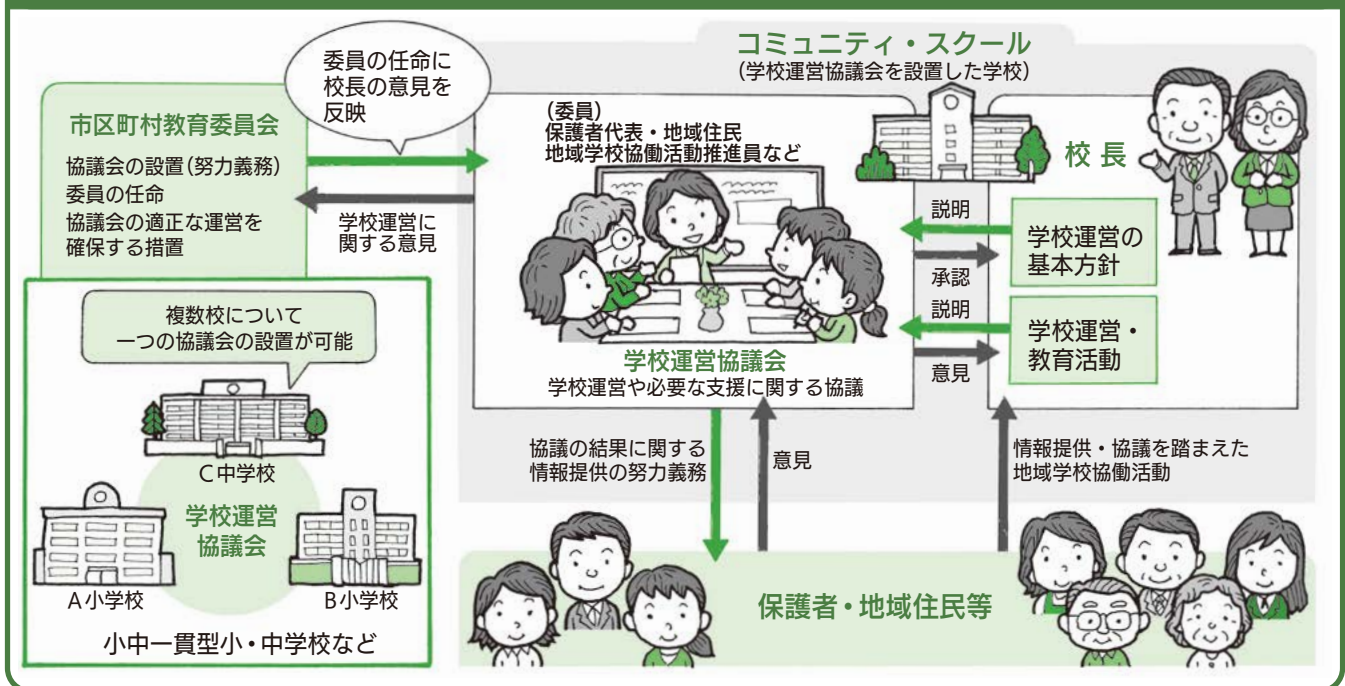 コミュニティ・スクール
(学校運営協議会を設置した学校)
委員の任命に
校長の意見を
反映
市区町村教育委員会
協議会の設置(努力義務)
委員の任命
協議会の適正な運営を
確保する措置
学校運営に
関する意見
(委員)
保護者代表・地域住民
地域学校協働活動推進員など
学校運営協議会
学校運営や必要な支援に関する協議
校長
説明
承認
説明
意見
学校運営の
基本方針
学校運営・
教育活動
複数校について
一つの協議会の設置が可能
C中学校
学校運営
協議会
A小学校
B小学校
小中一貫型小・中学校など
協議の結果に関する
情報提供の努力義務
意見
情報提供・協議を踏まえた
地域学校協働活動
保護者・地域住民等